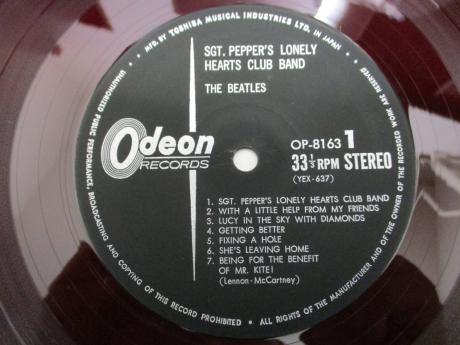 MFD. BY TOSHIBA MUSICAL INDUSTRIES LTD. IN JAPAN
ALL RIGHTS OF THE MANUFACTURER AND OF THE OWNER OF THE RECORDED WORK ARE RESERVED
UNAUTHORIZED PUBLIC PERFORMANCE, BROADCASTING AND COPYING OF THIS RECORD PROHIBITED
SGT. PEPPER'S LONELY
HEARTS CLUB BAND
THE BEATLES
Odeon
RECORDS
OP-8163 1
33 1/3 RPM STEREO
(YEX-637)
1. SGT. PEPPER'S LONELY HEARTS CLUB BAND
2. WITH A LITTLE HELP FROM MY FRIENDS
3. LUCY IN THE SKY WITH DIAMONDS
4. GETTING BETTER
5. FIXING A HOLE
6. SHE'S LEAVING HOME
7. BEING FOR THE BENEFIT
OF MR. KITE!
(Lennon-McCartney)